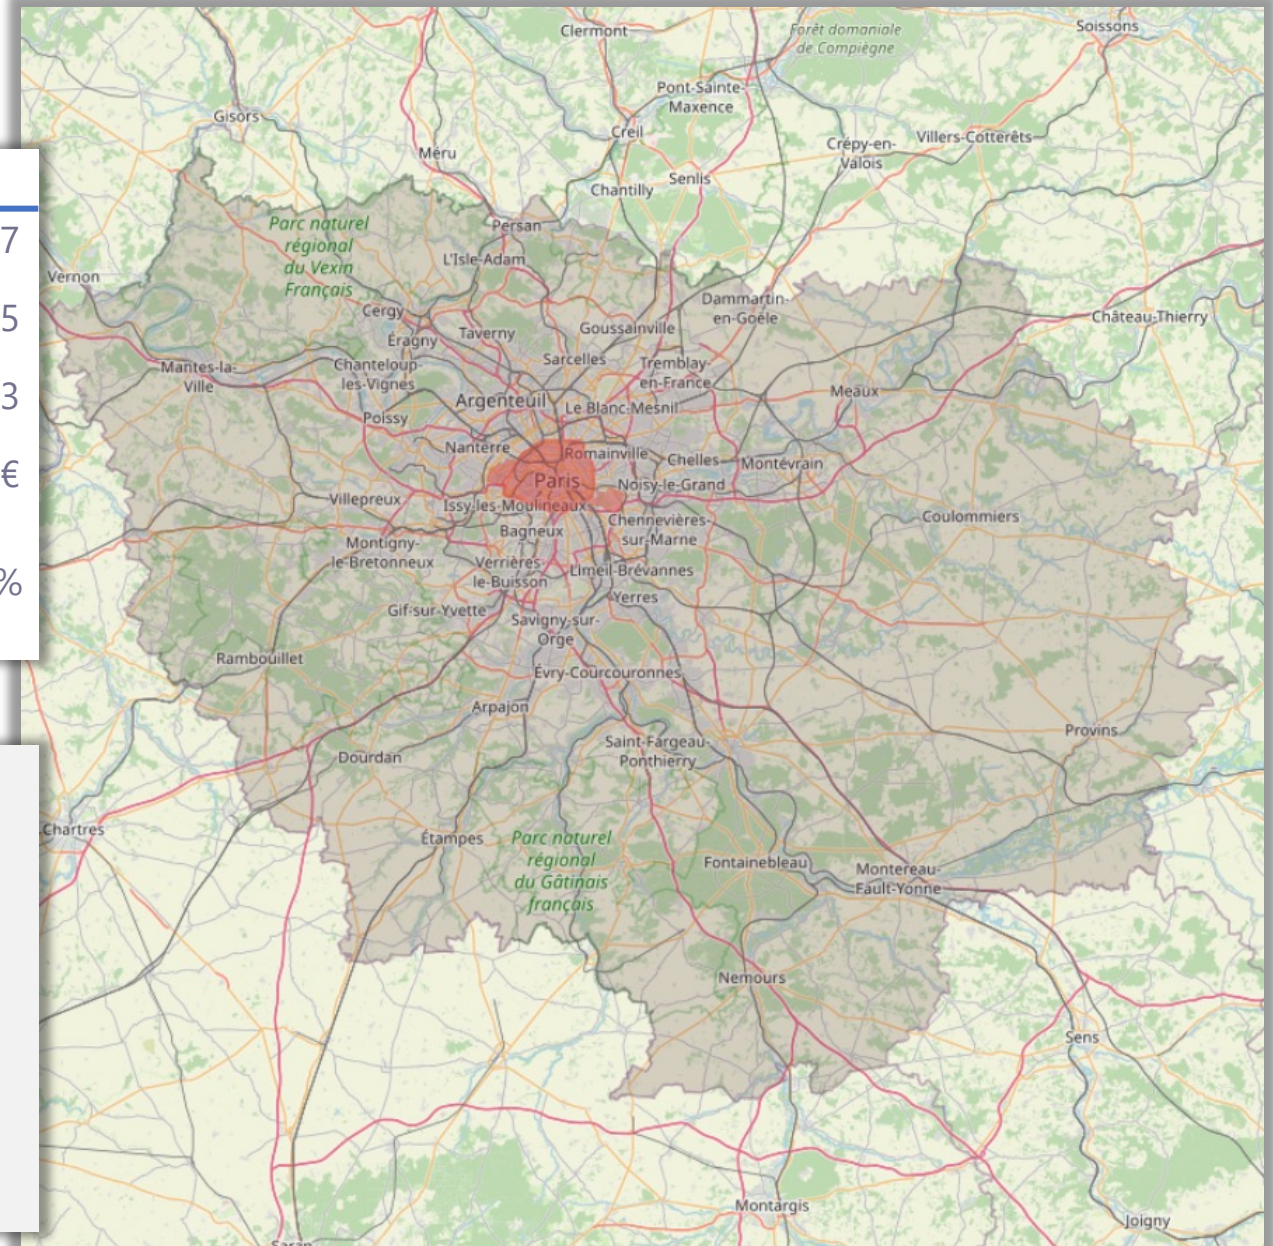 Clermont
Forêt domaniale
de Compiègne
Soissons
Pont-Sainte-
Maxence
Gisors
Creil
Villers-Cotterêts
Crépy-en-
Valois
Méru
Senlis
Chantilly
Parc naturel
régional
du Vexin
Français
Persan
7
L'Isle-Adam
Vernon
Dammartin-
en-Goële
Cergy
5
Château-Thierry
Éragny
Taverny
Goussainville
Mantes-la-
Ville
Chanteloup-
les-Vignes
Sarcelles
Tremblay-
en-France
Meaux
3
Argenteuil
Le Blanc-Mesnil
Poissy
Nanterre
Romainville
Chelles
Montévrain
€
Paris
Noisy-le-Grand
Villepreux
Issy-les-Moulineaux
Coulommiers
Bagneux
Chennevières-
sur-Marne
Montigny-
le-Bretonneux
Verrières-
le-Buisson
Limeil-Brévannes
%
Yerres
Gif-sur-Yvette
Savigny-sur-
Orge
Rambouillet
Évry-Courcouronnes
Arpajon
Provins
Saint-Fargeau-
Ponthierry
Dourdan
Chartres
Étampes
Parc naturel
régional
du Gâtinais
français
Fontainebleau
Montereau-
Fault-Yonne
Nemours
Sens
Montargis
Joigny
Saran